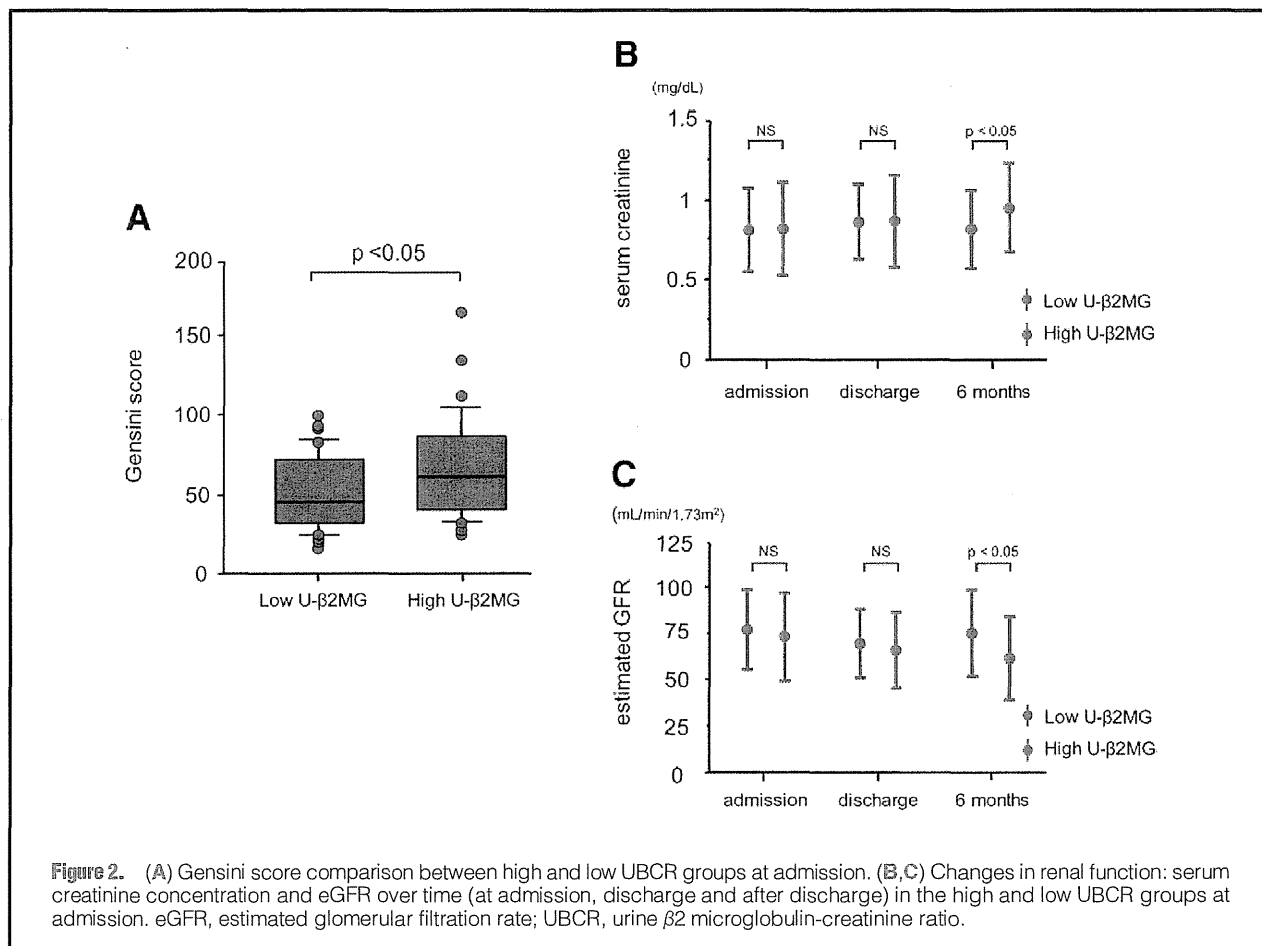 A
200
150
100
50
0
Gensini score
p <0.05
Low U-β2MG
High U-β2MG
B
(mg/dL)
1.5
1
0.5
0
serum creatinine
NS
NS
p < 0.05
Low U-β2MG
High U-β2MG
admission
discharge
6 months
C
(mL/min/1.73m²)
125
100
75
50
25
0
estimated GFR
NS
NS
p < 0.05
Low U-β2MG
High U-β2MG
admission
discharge
6 months
Figure 2. (A) Gensini score comparison between high and low UBCR groups at admission. (B,C) Changes in renal function: serum
creatinine concentration and eGFR over time (at admission, discharge and after discharge) in the high and low UBCR groups at
admission. eGFR, estimated glomerular filtration rate; UBCR, urine β2 microglobulin-creatinine ratio.